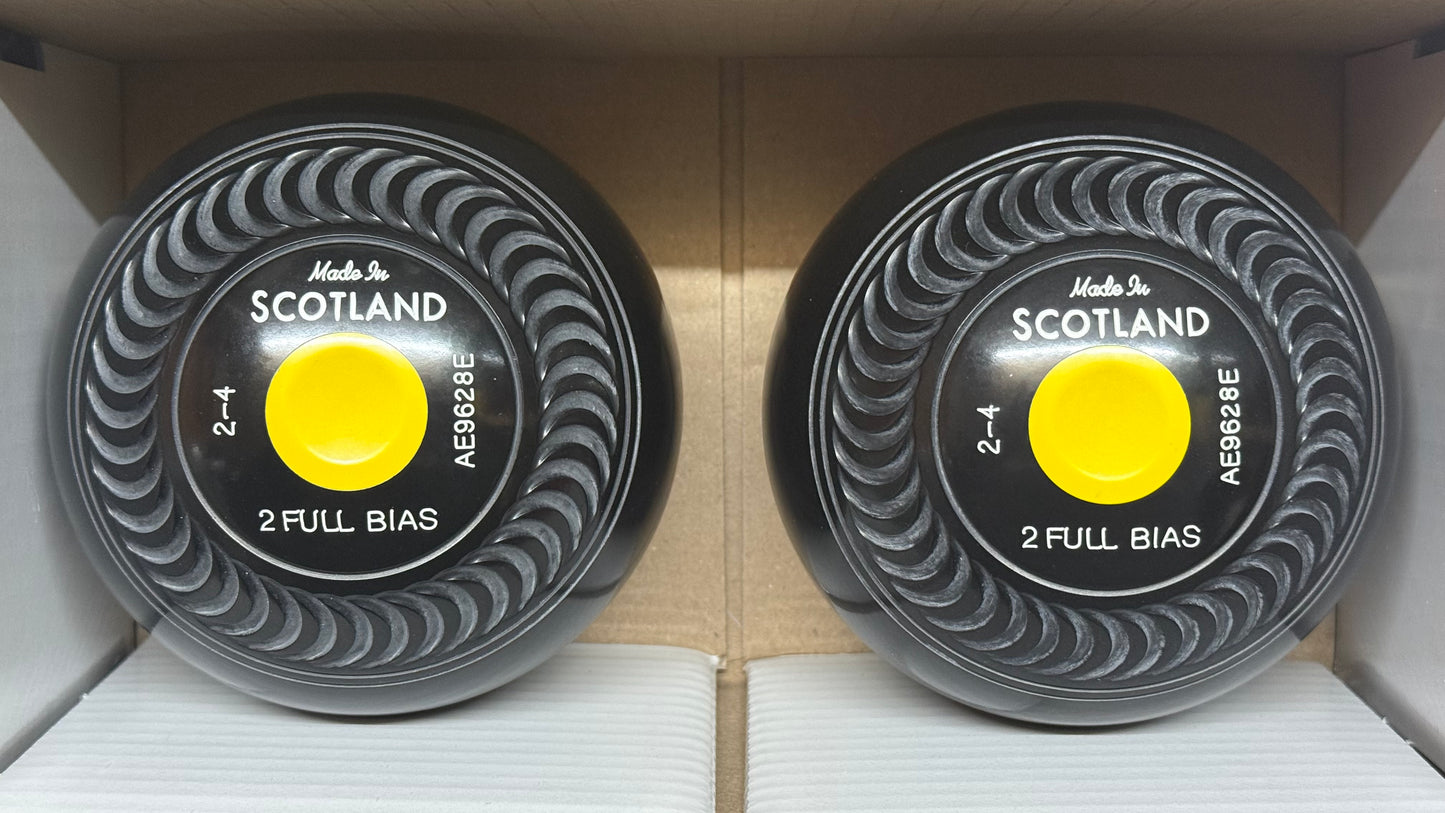 Made In
SCOTLAND
2-4
AE9628E
2 FULL BIAS
Made In
SCOTLAND
2-4
AE9628E
2 FULL BIAS